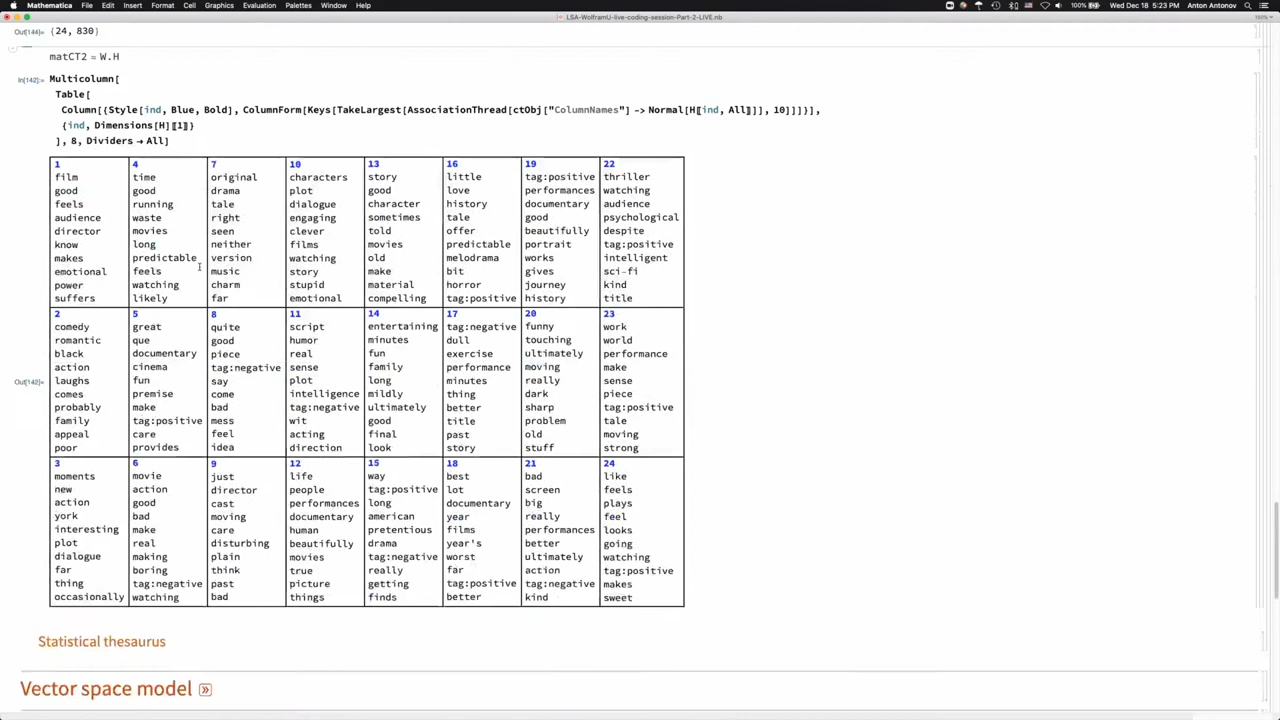 Mathematica File Edit Insert Format Cell Graphics Evaluation Palettes Window Help 100% Wed Dec 18 5:23 PM Anton Antonov
LSA-WolframU-live-coding-session-Part-2-LIVE.nb
Out[144]= {24, 830}
matCT2 = W.H
In[142]:= Multicolumn[
Table[
Column[{Style[ind, Blue, Bold], ColumnForm[Keys[TakeLargest[AssociationThread[ctObj["ColumnNames"] -> Normal[H[[ind, All]]], 10]]]}],
{ind, Dimensions[H][[1]]}
], 8, Dividers → All]
1 4 7 10 13 16 19 22
film time original characters story little tag:positive thriller
good good drama plot good love performances watching
feels running tale dialogue character history documentary audience
audience waste right engaging sometimes tale good psychological
director movies seen clever told offer beautifully despite
know long neither films movies predictable portrait tag:positive
makes predictable version watching old melodrama works intelligent
emotional feels music story make bit gives sci-fi
power watching charm stupid material horror journey kind
suffers likely far emotional compelling tag:positive history title
2 5 8 11 14 17 20 23
comedy great quite script entertaining tag:negative funny work
romantic que good humor minutes dull touching world
black documentary piece real fun exercise ultimately performance
action cinema tag:negative sense family performance moving make
laughs fun say plot long minutes really sense
comes premise come intelligence mildly thing dark piece
probably make bad tag:negative ultimately better sharp tag:positive
family tag:positive mess wit good title problem tale
appeal care feel acting final past old moving
poor provides idea direction look story stuff strong
Out[142]=
3 6 9 12 15 18 21 24
moments movie just life way best bad like
new action director people tag:positive lot screen feels
action good cast performances long documentary big plays
york bad moving documentary american year really feel
interesting make care human pretentious films performances looks
plot real disturbing beautifully drama year's better going
dialogue making plain movies tag:negative worst ultimately watching
far boring think true really far action tag:positive
thing tag:negative past picture getting tag:positive tag:negative makes
occasionally watching bad things finds better kind sweet
Statistical thesaurus
Vector space model